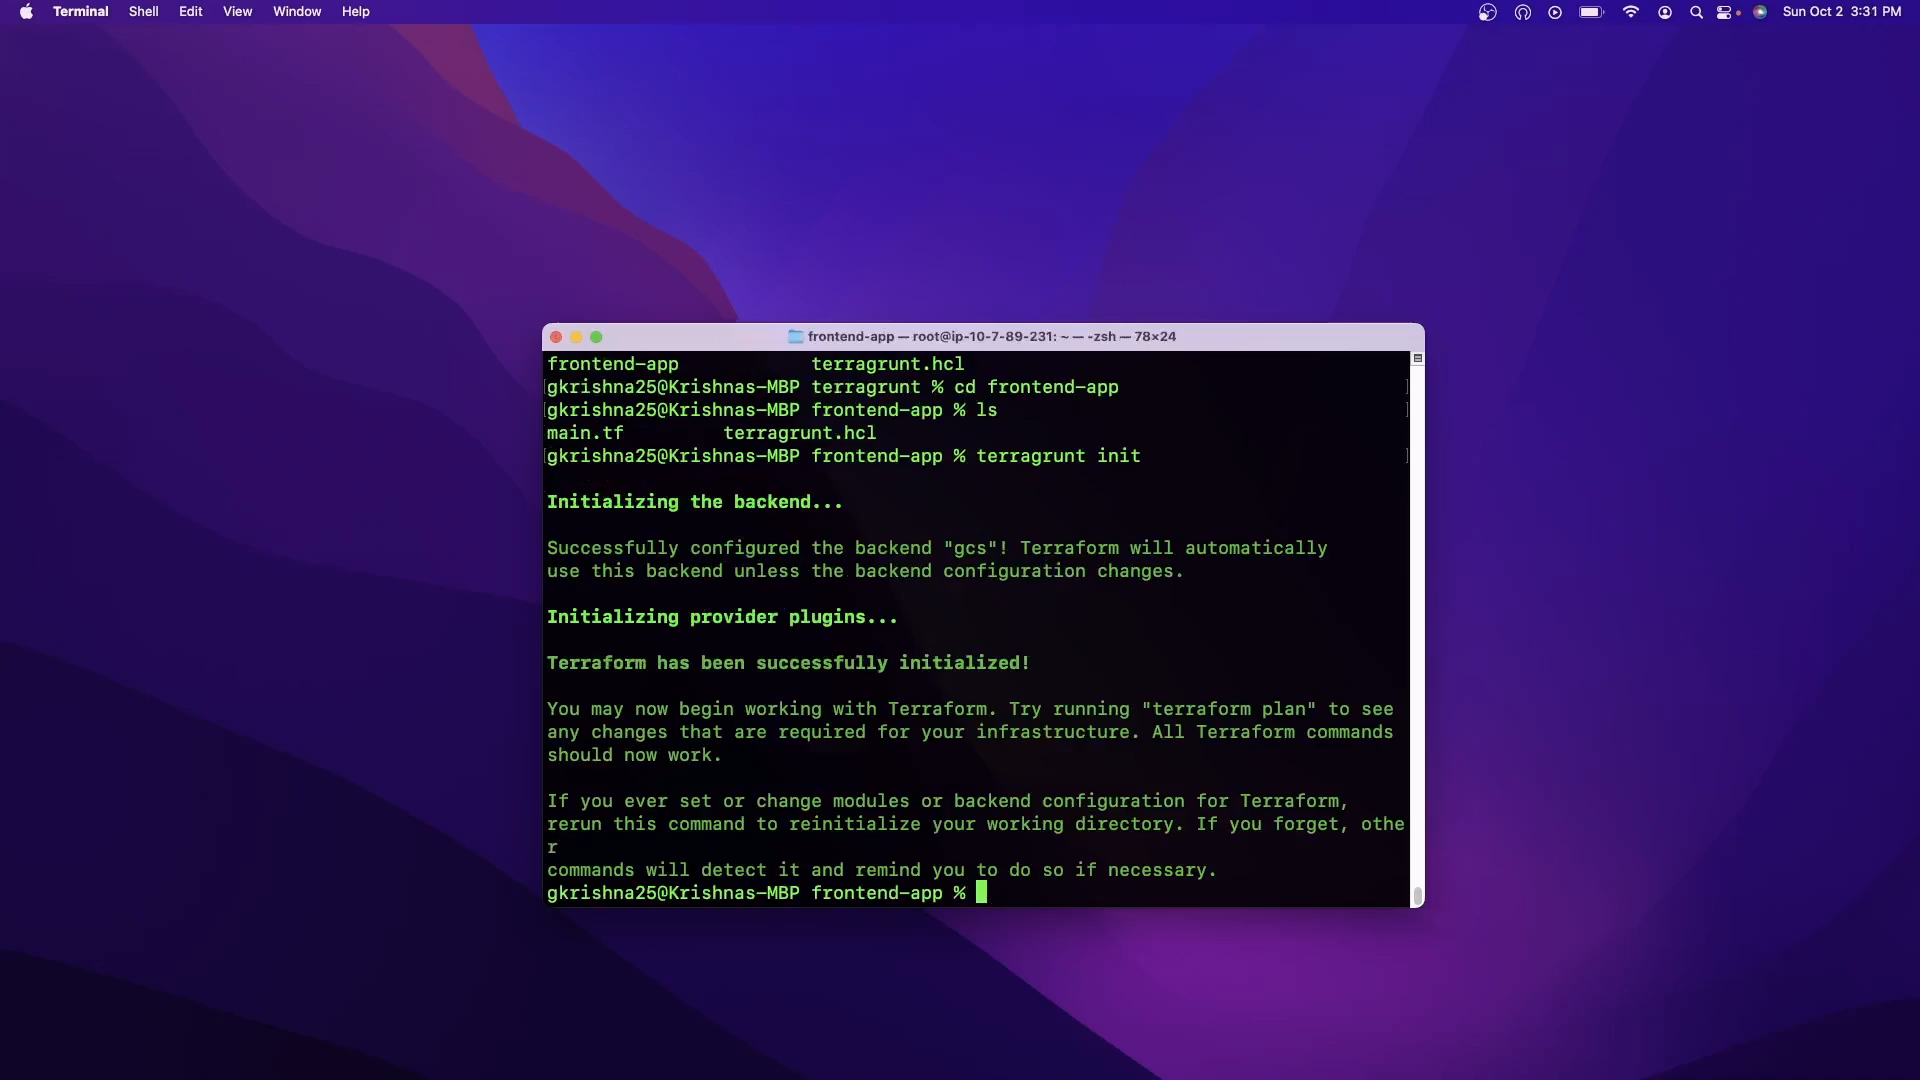 Terminal Shell Edit View Window Help Sun Oct 2 3:31 PM
frontend-app — root@ip-10-7-89-231: ~ — -zsh — 78×24
frontend-app terragrunt.hcl
[gkrishna25@Krishnas-MBP terragrunt % cd frontend-app ]
[gkrishna25@Krishnas-MBP frontend-app % ls ]
main.tf terragrunt.hcl
[gkrishna25@Krishnas-MBP frontend-app % terragrunt init ]
Initializing the backend...
Successfully configured the backend "gcs"! Terraform will automatically
use this backend unless the backend configuration changes.
Initializing provider plugins...
Terraform has been successfully initialized!
You may now begin working with Terraform. Try running "terraform plan" to see
any changes that are required for your infrastructure. All Terraform commands
should now work.
If you ever set or change modules or backend configuration for Terraform,
rerun this command to reinitialize your working directory. If you forget, othe
r
commands will detect it and remind you to do so if necessary.
gkrishna25@Krishnas-MBP frontend-app %